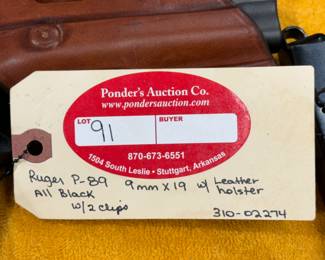 Ponder's Auction Co.
www.pondersauction.com
LOT 91 BUYER
870-673-6551
1504 South Leslie • Stuttgart, Arkansas
Ruger P-89 9mm X 19 w/ Leather
All Black holster
w/ 2 clips
310-02274